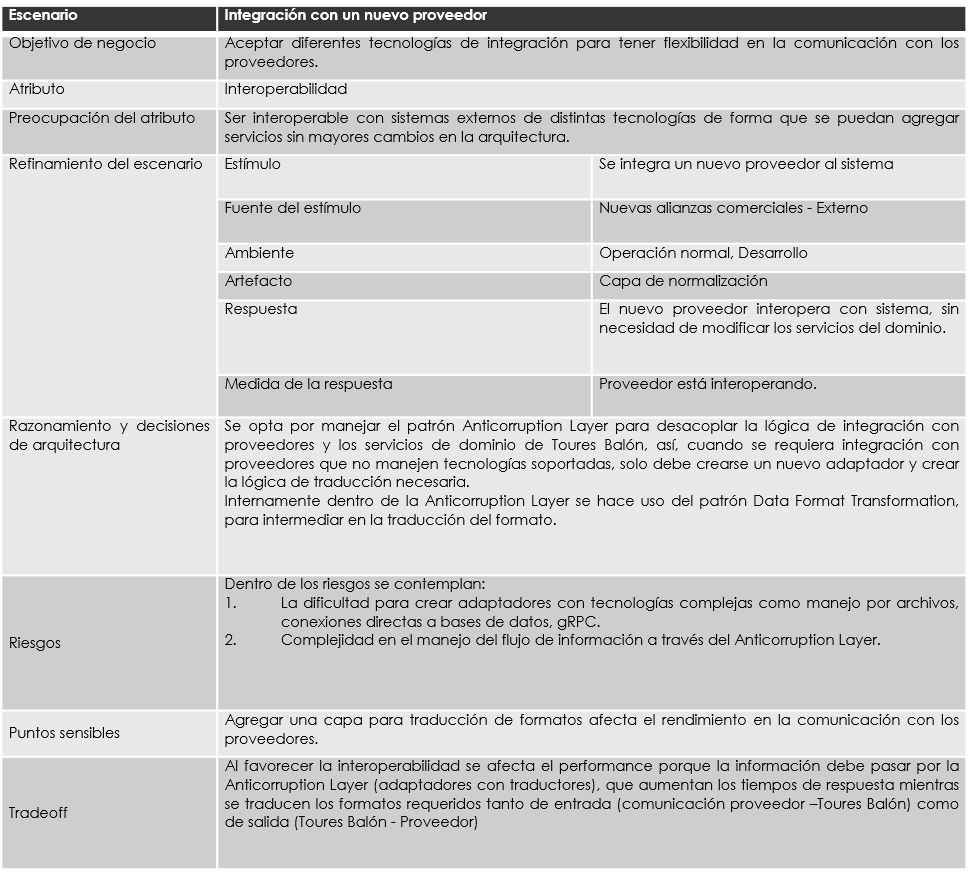 Escenario
Integración con un nuevo proveedor
Objetivo de negocio
Aceptar diferentes tecnologías de integración para tener flexibilidad en la comunicación con los
proveedores.
Atributo
Interoperabilidad
Preocupación del atributo
Ser interoperable con sistemas externos de distintas tecnologías de forma que se puedan agregar
servicios sin mayores cambios en la arquitectura.
Refinamiento del escenario
Estímulo
Se integra un nuevo proveedor al sistema
Fuente del estímulo
Nuevas alianzas comerciales - Externo
Ambiente
Operación normal, Desarrollo
Artefacto
Capa de normalización
Respuesta
El nuevo proveedor interopera con sistema, sin
necesidad de modificar los servicios del dominio.
Medida de la respuesta
Proveedor está interoperando.
Razonamiento y decisiones
de arquitectura
Se opta por manejar el patrón Anticorruption Layer para desacoplar la lógica de integración con
proveedores y los servicios de dominio de Toures Balón, así, cuando se requiera integración con
proveedores que no manejen tecnologías soportadas, solo debe crearse un nuevo adaptador y crear
la lógica de traducción necesaria.
Internamente dentro de la Anticorruption Layer se hace uso del patrón Data Format Transformation,
para intermediar en la traducción del formato.
Riesgos
Dentro de los riesgos se contemplan:
1. La dificultad para crear adaptadores con tecnologías complejas como manejo por archivos,
conexiones directas a bases de datos, gRPC.
2. Complejidad en el manejo del flujo de información a través del Anticorruption Layer.
Puntos sensibles
Agregar una capa para traducción de formatos afecta el rendimiento en la comunicación con los
proveedores.
Tradeoff
Al favorecer la interoperabilidad se afecta el performance porque la información debe pasar por la
Anticorruption Layer (adaptadores con traductores), que aumentan los tiempos de respuesta mientras
se traducen los formatos requeridos tanto de entrada (comunicación proveedor –Toures Balón) como
de salida (Toures Balón - Proveedor)